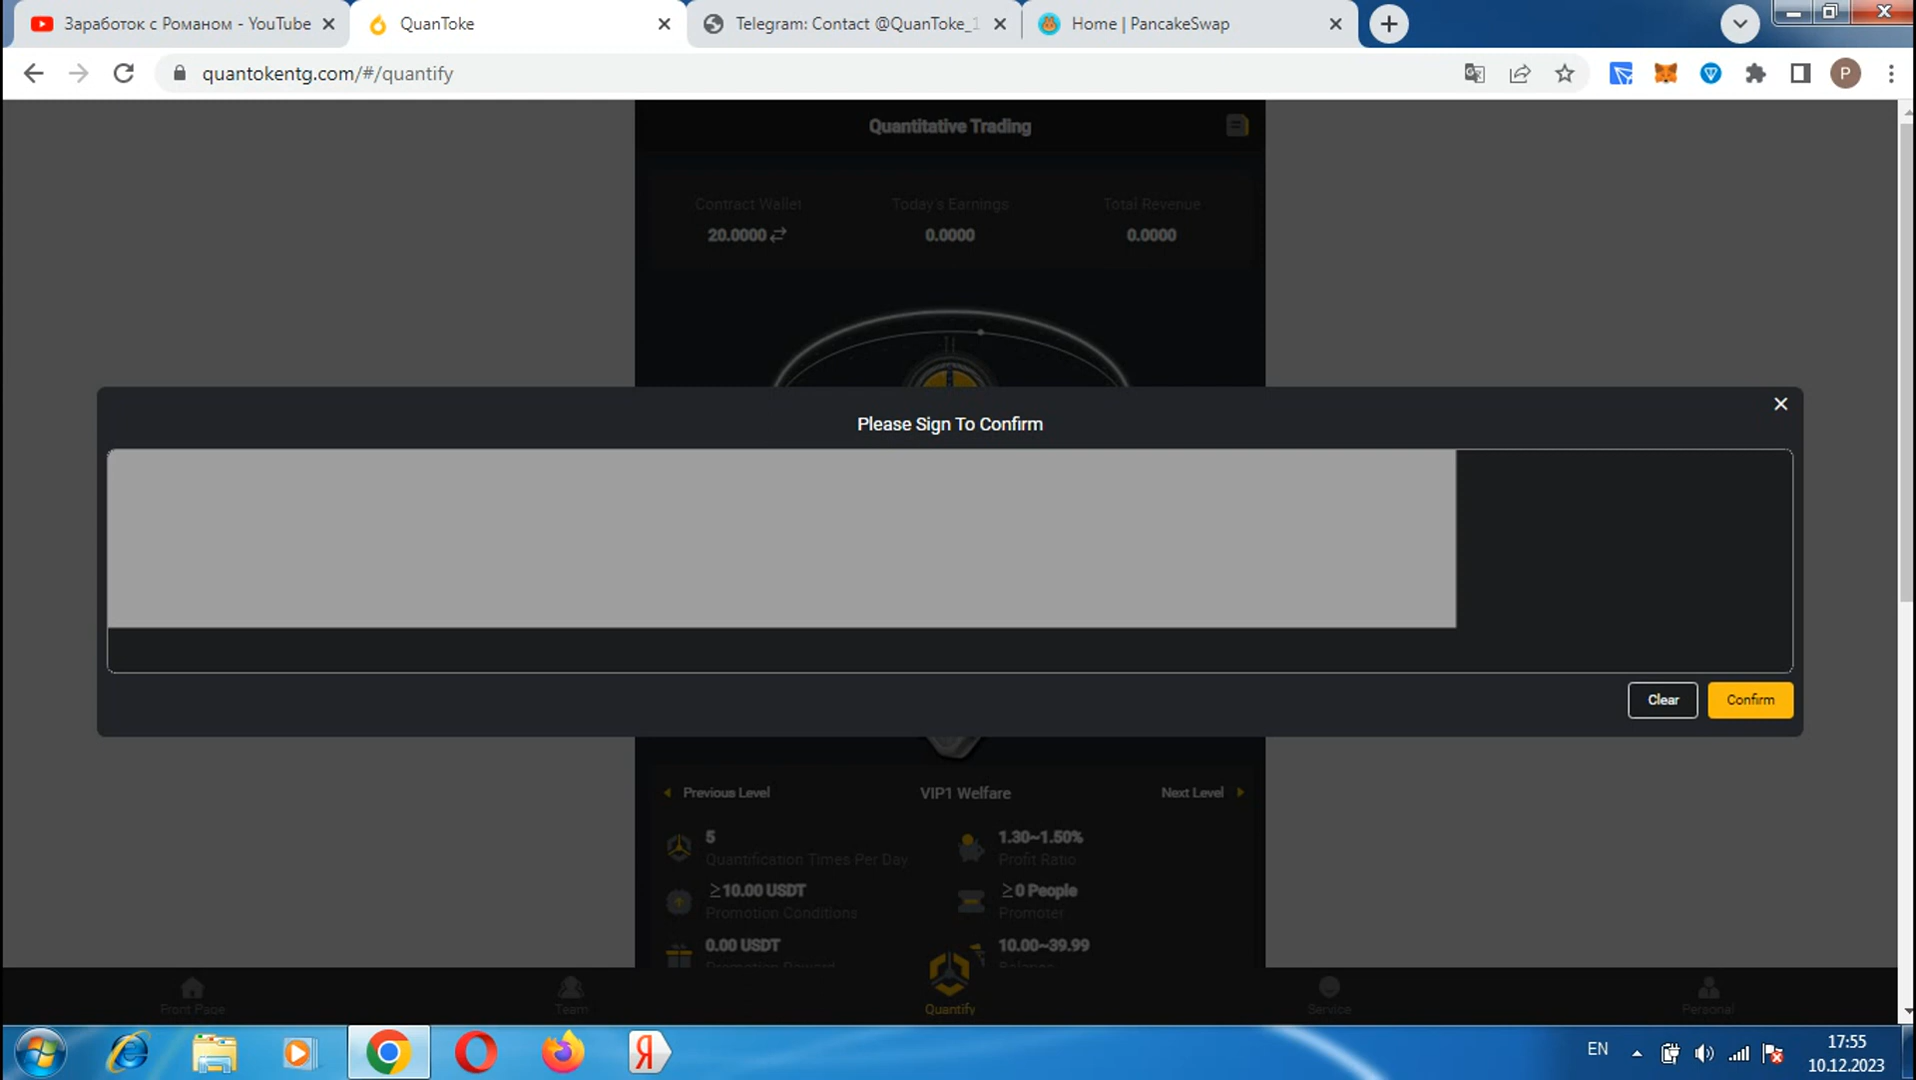 Заработок с Романом - YouTube
QuanToke
Telegram: Contact @QuanToke_1
Home | PancakeSwap
quantokentg.com/#/quantify
P
Quantitative Trading
Contract Wallet
Today's Earnings
Total Revenue
20.0000
0.0000
0.0000
Please Sign To Confirm
Clear
Confirm
Previous Level
VIP1 Welfare
Next Level
5
1.30~1.50%
Quantification Times Per Day
Profit Ratio
≥10.00 USDT
≥0 People
Promotion Conditions
Promoter
0.00 USDT
10.00~39.99
Promotion Reward
Balance
Front Page
Team
Quantify
Service
Personal
Я
EN
17:55
10.12.2023